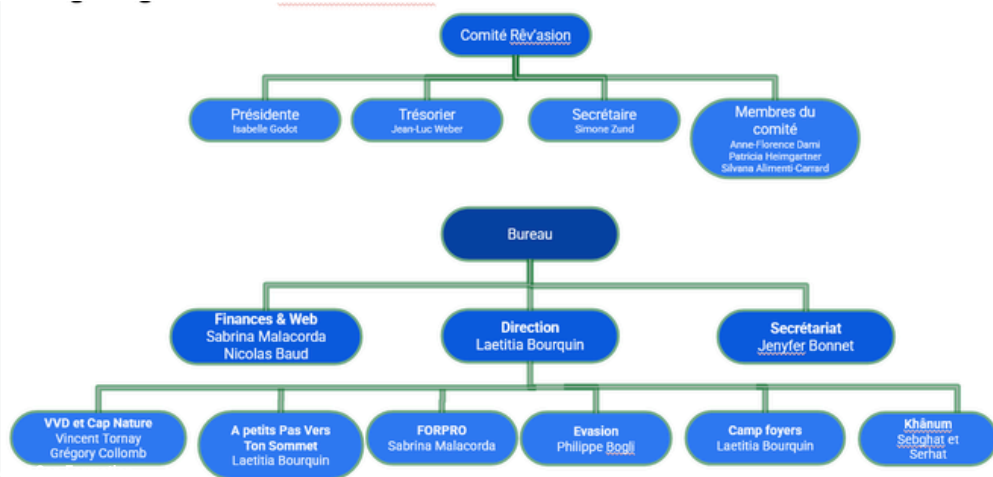 Comité Rêv'asion
Présidente
Isabelle Godot
Trésorier
Jean-Luc Weber
Secrétaire
Simone Zund
Membres du
comité
Anne-Florence Dami
Patricia Heimgartner
Silvana Alimenti-Carrard
Bureau
Finances & Web
Sabrina Malacorda
Nicolas Baud
Direction
Laetitia Bourquin
Secrétariat
Jenyfer Bonnet
VVD et Cap Nature
Vincent Tornay
Grégory Collomb
A petits Pas Vers
Ton Sommet
Laetitia Bourquin
FORPRO
Sabrina Malacorda
Evasion
Philippe Bogli
Camp foyers
Laetitia Bourquin
Khânum
Sebghat et
Serhat